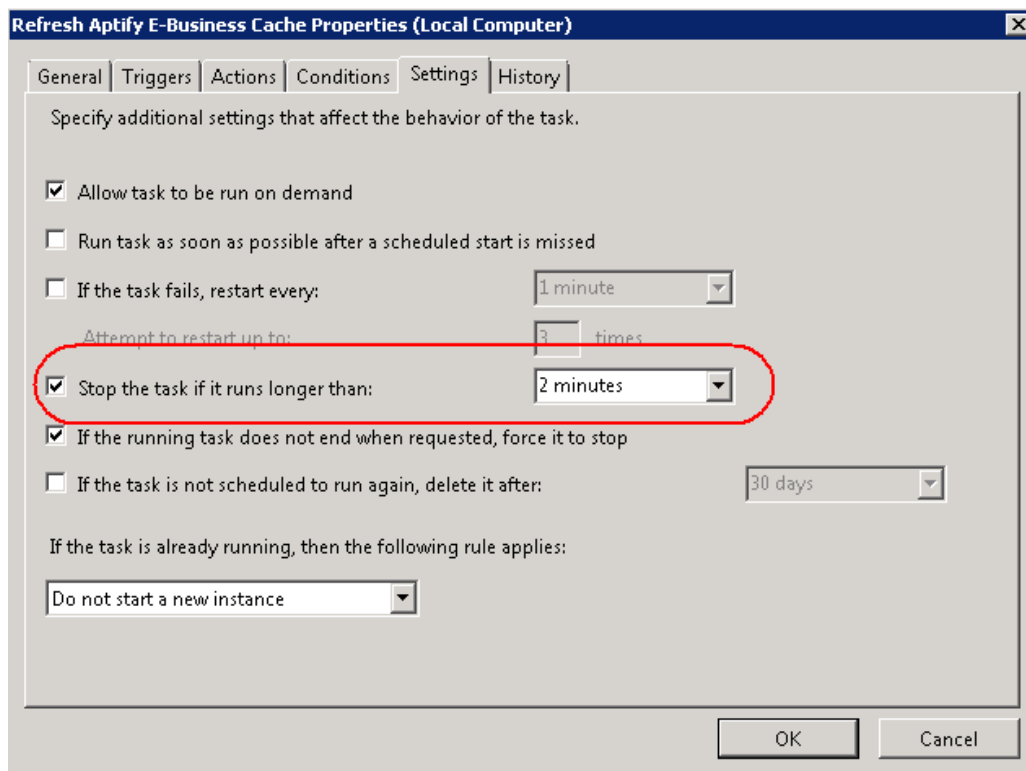 Refresh Aptify E-Business Cache Properties (Local Computer)
General Triggers Actions Conditions Settings History
Specify additional settings that affect the behavior of the task.
Allow task to be run on demand
Run task as soon as possible after a scheduled start is missed
If the task fails, restart every: 1 minute
Attempt to restart up to: 3 times
Stop the task if it runs longer than: 2 minutes
If the running task does not end when requested, force it to stop
If the task is not scheduled to run again, delete it after: 30 days
If the task is already running, then the following rule applies:
Do not start a new instance
OK Cancel